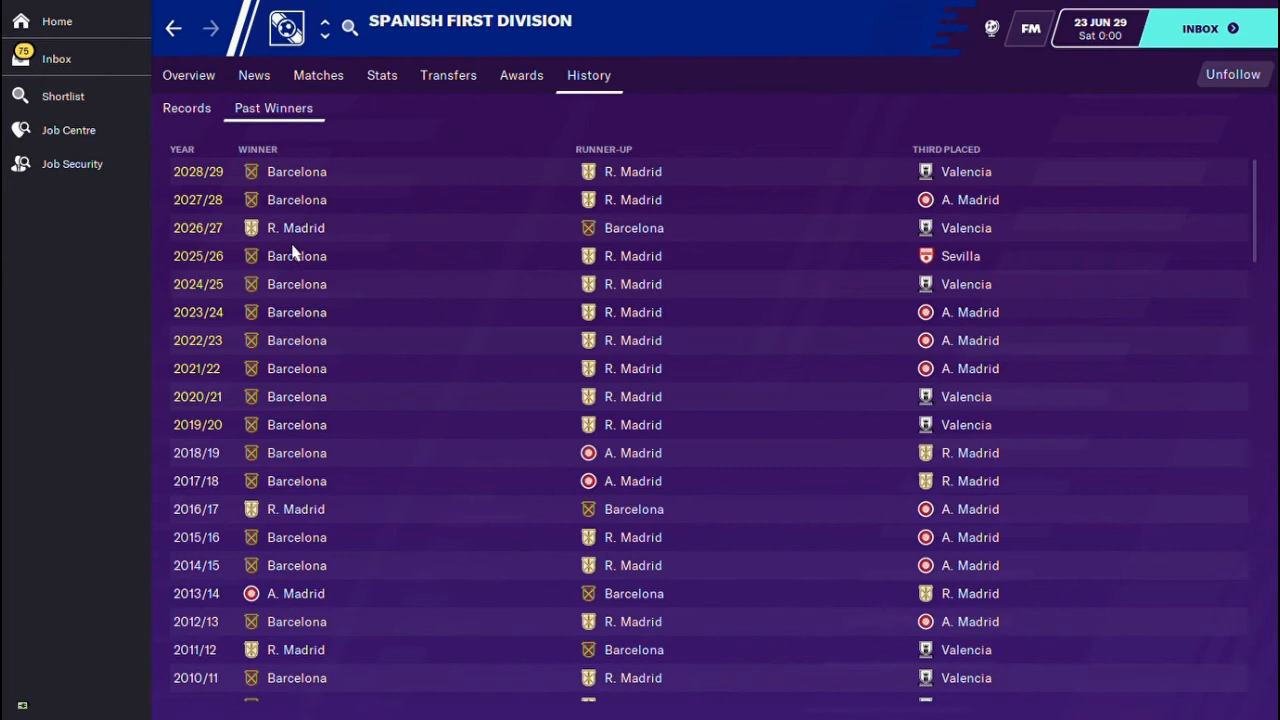 Home
SPANISH FIRST DIVISION
FM
23 JUN 29
Sat 0:00
INBOX
75
Inbox
Overview News Matches Stats Transfers Awards History Unfollow
Shortlist
Records Past Winners
Job Centre
Job Security
YEAR WINNER RUNNER-UP THIRD PLACED
2028/29 Barcelona R. Madrid Valencia
2027/28 Barcelona R. Madrid A. Madrid
2026/27 R. Madrid Barcelona Valencia
2025/26 Barcelona R. Madrid Sevilla
2024/25 Barcelona R. Madrid Valencia
2023/24 Barcelona R. Madrid A. Madrid
2022/23 Barcelona R. Madrid A. Madrid
2021/22 Barcelona R. Madrid A. Madrid
2020/21 Barcelona R. Madrid Valencia
2019/20 Barcelona R. Madrid Valencia
2018/19 Barcelona A. Madrid R. Madrid
2017/18 Barcelona A. Madrid R. Madrid
2016/17 R. Madrid Barcelona A. Madrid
2015/16 Barcelona R. Madrid A. Madrid
2014/15 Barcelona R. Madrid A. Madrid
2013/14 A. Madrid Barcelona R. Madrid
2012/13 Barcelona R. Madrid A. Madrid
2011/12 R. Madrid Barcelona Valencia
2010/11 Barcelona R. Madrid Valencia